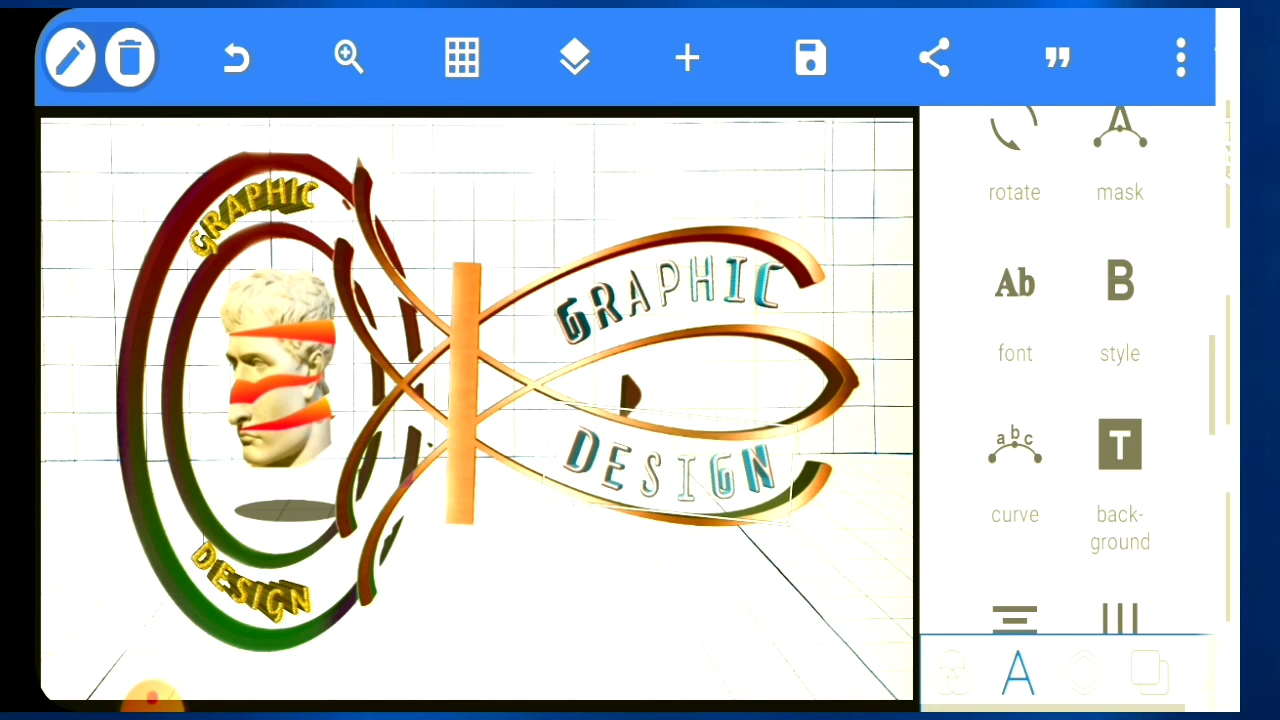 GRAPHIC
DESIGN
GRAPHIC
DESIGN
rotate
mask
Ab
B
font
style
abc
T
curve
back-
ground
A